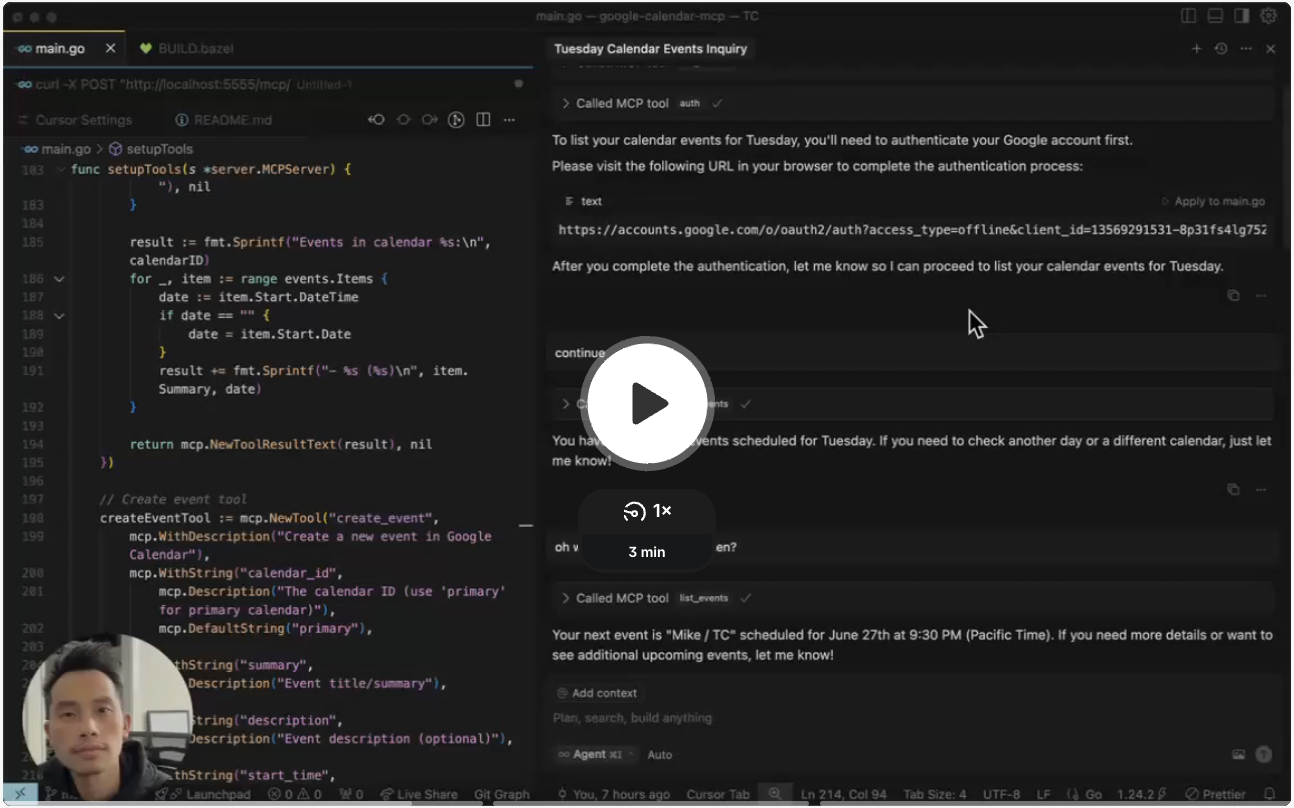 main.go — google-calendar-mcp — TC
main.go
BUILD.bazel
curl -X POST "http://localhost:5555/mcp/ Untitled-1
Cursor Settings
README.md
main.go > setupTools
103 func setupTools(s *server.MCPServer) {
"), nil
183 }
184
185 result := fmt.Sprintf("Events in calendar %s:\n",
calendarID)
186 for _, item := range events.Items {
187 date := item.Start.DateTime
188 if date == "" {
189 date = item.Start.Date
190 }
191 result += fmt.Sprintf("- %s (%s)\n", item.
Summary, date)
192 }
193
194 return mcp.NewToolResultText(result), nil
195 })
196
197 // Create event tool
198 createEventTool := mcp.NewTool("create_event",
199 mcp.WithDescription("Create a new event in Google
Calendar"),
200 mcp.WithString("calendar_id",
201 mcp.Description("The calendar ID (use 'primary'
for primary calendar)"),
202 mcp.DefaultString("primary"),
203
thString("summary",
Description("Event title/summary"),
String("description",
Description("Event description (optional)"),
thString("start_time",
Tuesday Calendar Events Inquiry
Called MCP tool auth
To list your calendar events for Tuesday, you'll need to authenticate your Google account first.
Please visit the following URL in your browser to complete the authentication process:
text
Apply to main.go
https://accounts.google.com/o/oauth2/auth?access_type=offline&client_id=13569291531-8p31fs4lg752
After you complete the authentication, let me know so I can proceed to list your calendar events for Tuesday.
continue
You have events scheduled for Tuesday. If you need to check another day or a different calendar, just let
me know!
1×
3 min
oh en?
Called MCP tool list_events
Your next event is "Mike / TC" scheduled for June 27th at 9:30 PM (Pacific Time). If you need more details or want to
see additional upcoming events, let me know!
@ Add context
Plan, search, build anything
∞ Agent ⌘I
Auto
Launchpad 0 0 0 Live Share Git Graph You, 7 hours ago Cursor Tab Ln 214, Col 94 Tab Size: 4 UTF-8 LF Go 1.24.2 Prettier